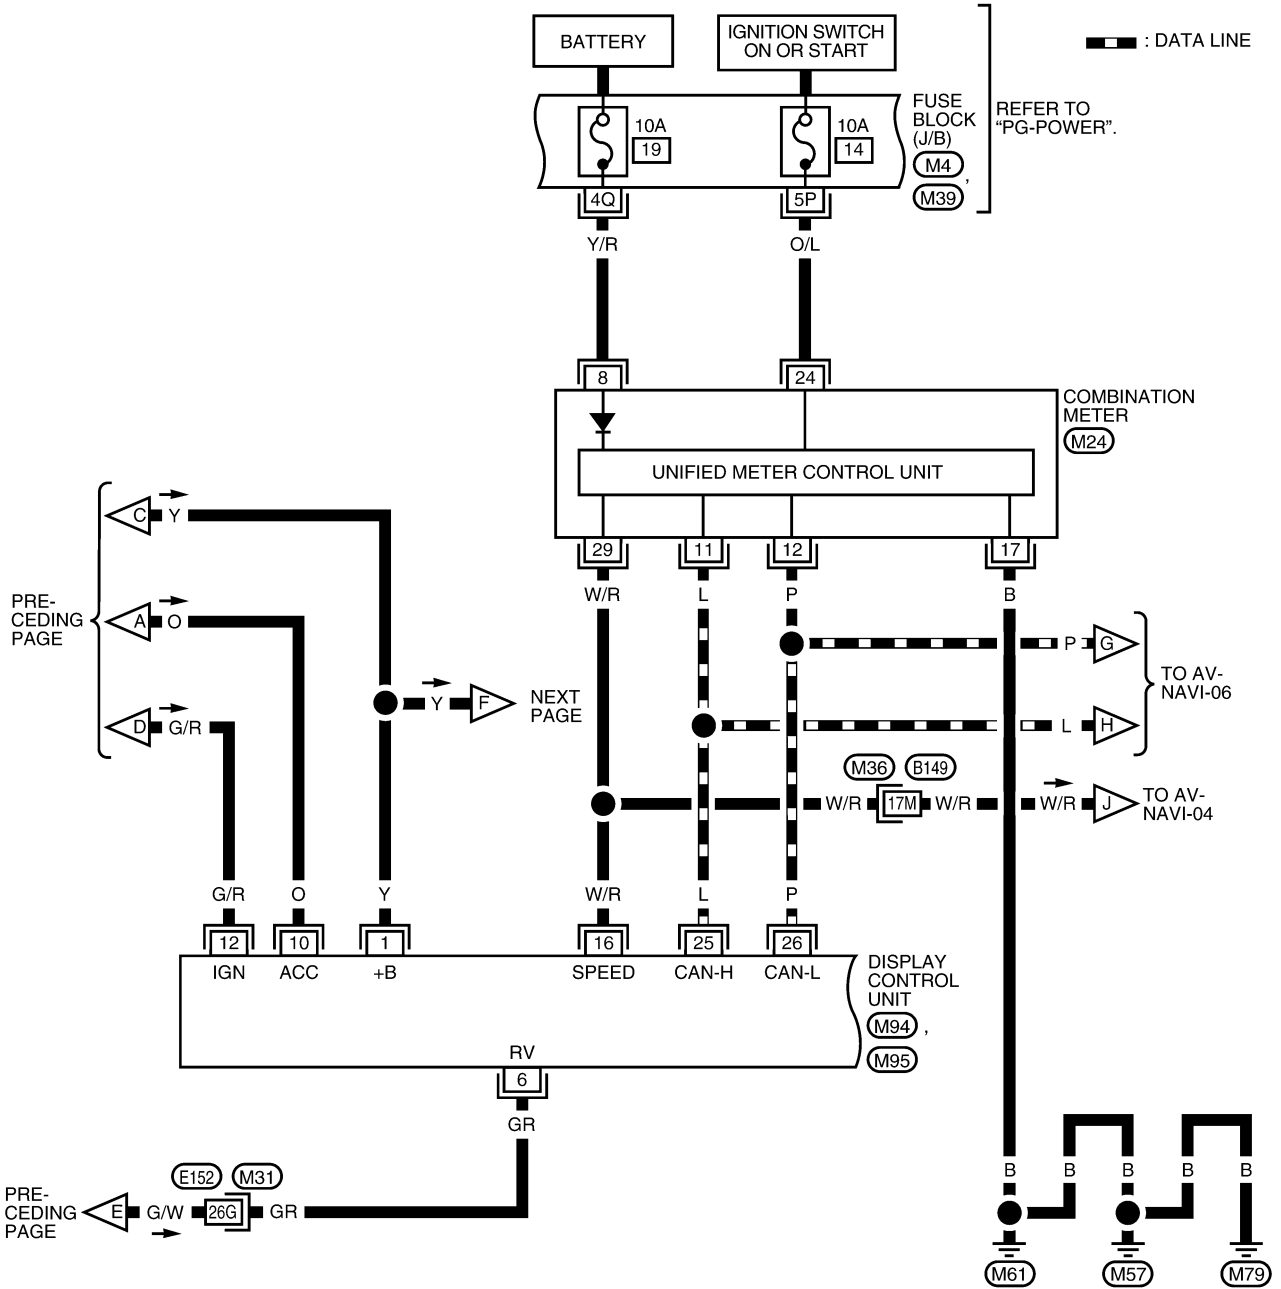 BATTERY
IGNITION SWITCH
ON OR START
: DATA LINE
10A
19
10A
14
FUSE
BLOCK
(J/B)
M4
,
M39
REFER TO
"PG-POWER".
4Q
5P
Y/R
O/L
8
24
COMBINATION
METER
M24
UNIFIED METER CONTROL UNIT
29
11
12
17
W/R
L
P
B
PRE-
CEDING
PAGE
C
Y
A
O
D
G/R
Y
F
NEXT
PAGE
P
G
L
H
TO AV-
NAVI-06
M36
B149
W/R
17M
W/R
W/R
J
TO AV-
NAVI-04
G/R
O
Y
W/R
L
P
12
10
1
16
25
26
IGN
ACC
+B
SPEED
CAN-H
CAN-L
DISPLAY
CONTROL
UNIT
M94 ,
M95
RV
6
GR
PRE-
CEDING
PAGE
E
G/W
E152
M31
26G
GR
B
B
B
B
B
M61
M57
M79